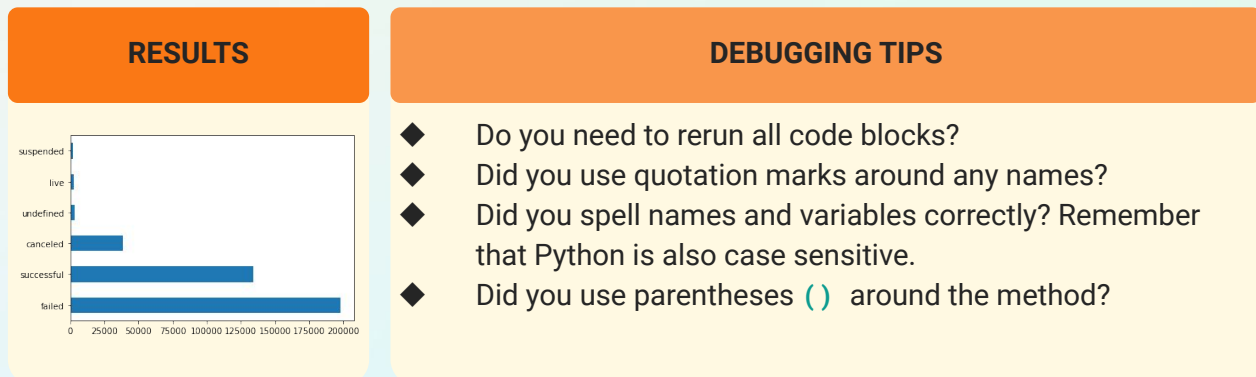 RESULTS
suspended
live
undefined
canceled
successful
failed
0 25000 50000 75000 100000 125000 150000 175000 200000
DEBUGGING TIPS
◆ Do you need to rerun all code blocks?
◆ Did you use quotation marks around any names?
◆ Did you spell names and variables correctly? Remember
that Python is also case sensitive.
◆ Did you use parentheses () around the method?